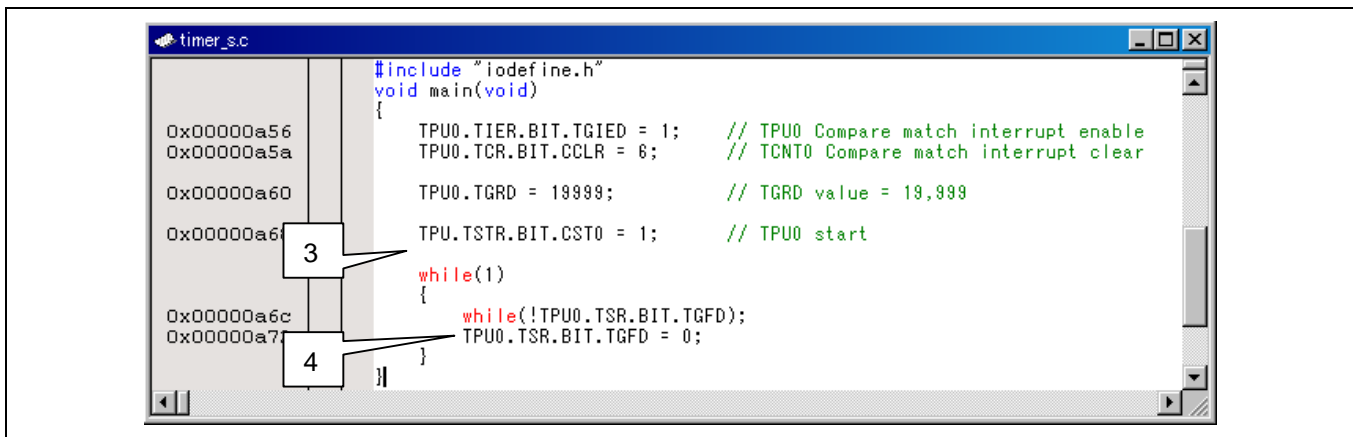 timer_s.c
#include "iodefine.h"
void main(void)
{
0x00000a56 TPU0.TIER.BIT.TGIED = 1; // TPU0 Compare match interrupt enable
0x00000a5a TPU0.TCR.BIT.CCLR = 6; // TCNT0 Compare match interrupt clear
0x00000a60 TPU0.TGRD = 19999; // TGRD value = 19,999
TPU.TSTR.BIT.CST0 = 1; // TPU0 start
3
while(1)
{
0x00000a6c while(!TPU0.TSR.BIT.TGFD);
TPU0.TSR.BIT.TGFD = 0;
4
}
}